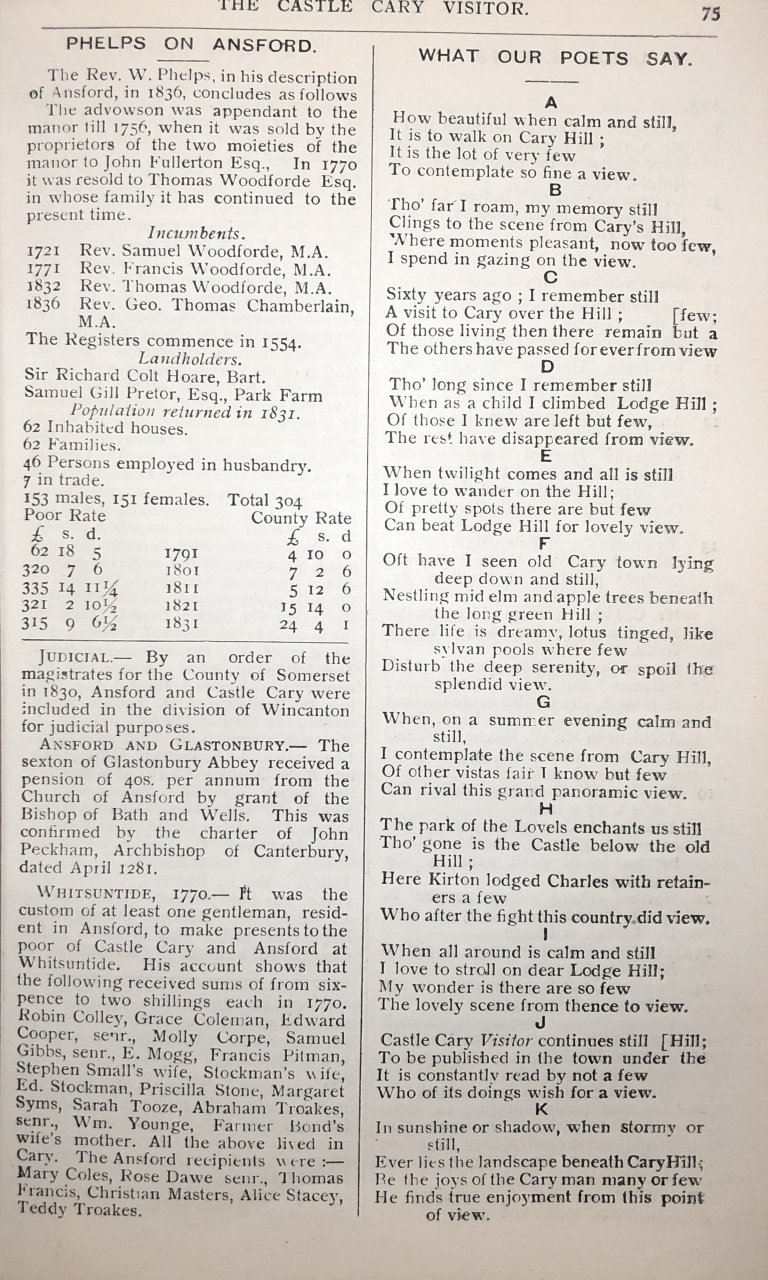 THE CASTLE CARY VISITOR.
75
PHELPS ON ANSFORD.
The Rev. W. Phelps, in his description
of Ansford, in 1836, concludes as follows
The advowson was appendant to the
manor till 1756, when it was sold by the
proprietors of the two moieties of the
manor to John Fullerton Esq., In 1770
it was resold to Thomas Woodforde Esq.
in whose family it has continued to the
present time.
Incumbents.
1721 Rev. Samuel Woodforde, M.A.
1771 Rev. Francis Woodforde, M.A.
1832 Rev. Thomas Woodforde, M.A.
1836 Rev. Geo. Thomas Chamberlain,
M.A.
The Registers commence in 1554.
Landholders.
Sir Richard Colt Hoare, Bart.
Samuel Gill Pretor, Esq., Park Farm
Population returned in 1831.
62 Inhabited houses.
62 Families.
46 Persons employed in husbandry.
7 in trade.
153 males, 151 females. Total 304
Poor Rate County Rate
£ s. d. £ s. d
62 18 5 1791 4 10 0
320 7 6 1801 7 2 6
335 14 11¼ 1811 5 12 6
321 2 10½ 1821 15 14 0
315 9 6½ 1831 24 4 1
JUDICIAL.— By an order of the
magistrates for the County of Somerset
in 1830, Ansford and Castle Cary were
included in the division of Wincanton
for judicial purposes.
ANSFORD AND GLASTONBURY.— The
sexton of Glastonbury Abbey received a
pension of 40s. per annum from the
Church of Ansford by grant of the
Bishop of Bath and Wells. This was
confirmed by the charter of John
Peckham, Archbishop of Canterbury,
dated April 1281.
WHITSUNTIDE, 1770.— It was the
custom of at least one gentleman, resid-
ent in Ansford, to make presents to the
poor of Castle Cary and Ansford at
Whitsuntide. His account shows that
the following received sums of from six-
pence to two shillings each in 1770.
Robin Colley, Grace Coleman, Edward
Cooper, senr., Molly Corpe, Samuel
Gibbs, senr., E. Mogg, Francis Pitman,
Stephen Small's wife, Stockman's wife,
Ed. Stockman, Priscilla Stone, Margaret
Syms, Sarah Tooze, Abraham Troakes,
senr., Wm. Younge, Farmer Bond's
wife's mother. All the above lived in
Cary. The Ansford recipients were :—
Mary Coles, Rose Dawe senr., Thomas
Francis, Christian Masters, Alice Stacey,
Teddy Troakes.
WHAT OUR POETS SAY.
A
How beautiful when calm and still,
It is to walk on Cary Hill ;
It is the lot of very few
To contemplate so fine a view.
B
Tho' far I roam, my memory still
Clings to the scene from Cary's Hill,
Where moments pleasant, now too few,
I spend in gazing on the view.
C
Sixty years ago ; I remember still
A visit to Cary over the Hill ; [few;
Of those living then there remain but a
The others have passed for ever from view
D
Tho' long since I remember still
When as a child I climbed Lodge Hill ;
Of those I knew are left but few,
The rest have disappeared from view.
E
When twilight comes and all is still
I love to wander on the Hill;
Of pretty spots there are but few
Can beat Lodge Hill for lovely view.
F
Oft have I seen old Cary town lying
deep down and still,
Nestling mid elm and apple trees beneath
the long green Hill ;
There life is dreamy, lotus tinged, like
sylvan pools where few
Disturb the deep serenity, or spoil the
splendid view.
G
When, on a summer evening calm and
still,
I contemplate the scene from Cary Hill,
Of other vistas fair I know but few
Can rival this grand panoramic view.
H
The park of the Lovels enchants us still
Tho' gone is the Castle below the old
Hill ;
Here Kirton lodged Charles with retain-
ers a few
Who after the fight this country did view.
I
When all around is calm and still
I love to stroll on dear Lodge Hill;
My wonder is there are so few
The lovely scene from thence to view.
J
Castle Cary Visitor continues still [Hill;
To be published in the town under the
It is constantly read by not a few
Who of its doings wish for a view.
K
In sunshine or shadow, when stormy or
still,
Ever lies the landscape beneath Cary Hill;
Be the joys of the Cary man many or few
He finds true enjoyment from this point
of view.